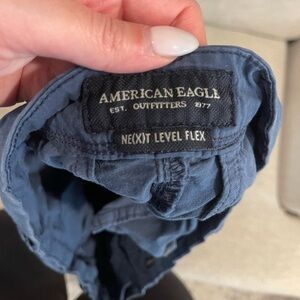 AMERICAN EAGLE
EST. OUTFITTERS 1977
NE(X)T LEVEL FLEX